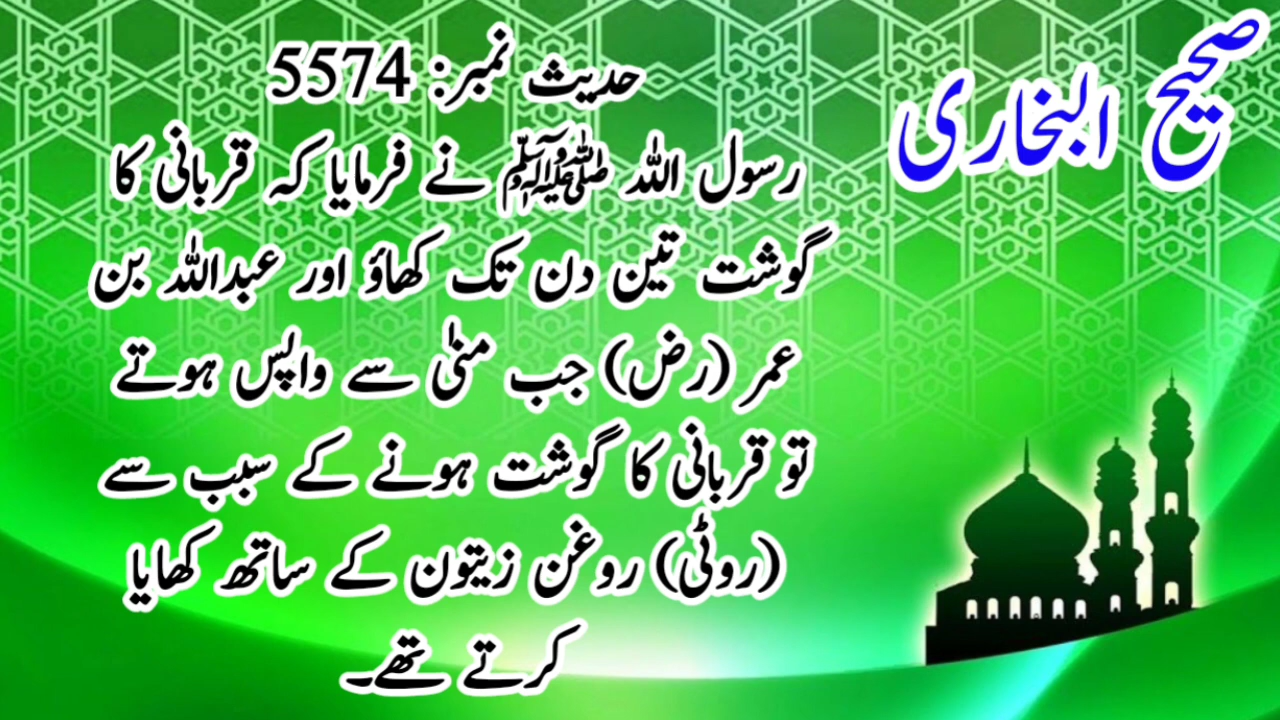 صحیح البخاری
حدیث نمبر: 5574
رسول اللہ ﷺ نے فرمایا کہ قربانی کا
گوشت تین دن تک کھاؤ اور عبداللہ بن
عمر (رض) جب منیٰ سے واپس ہوتے
تو قربانی کا گوشت ہونے کے سبب سے
(روٹی) روغن زیتون کے ساتھ کھایا
کرتے تھے۔